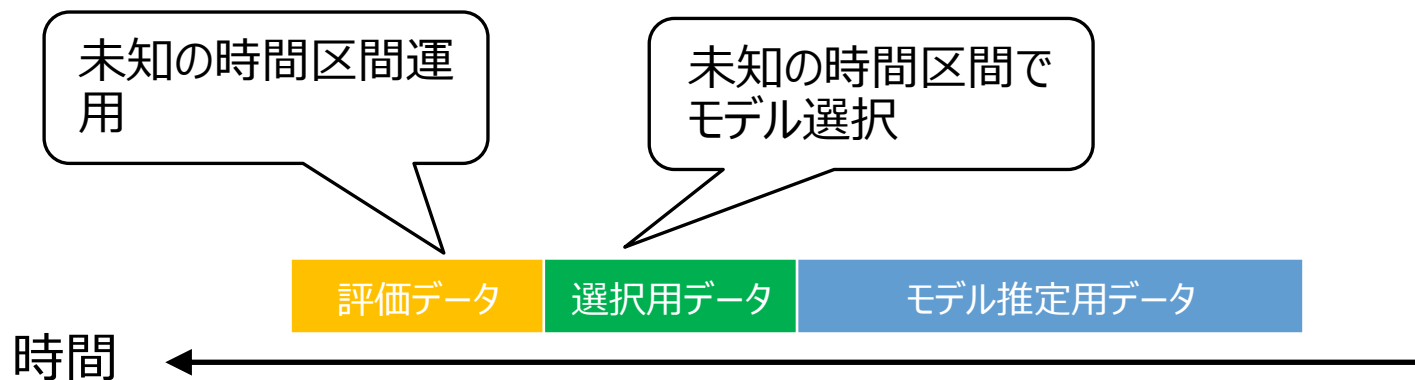 未知の時間区間運
用
未知の時間区間で
モデル選択
評価データ
選択用データ
モデル推定用データ
時間